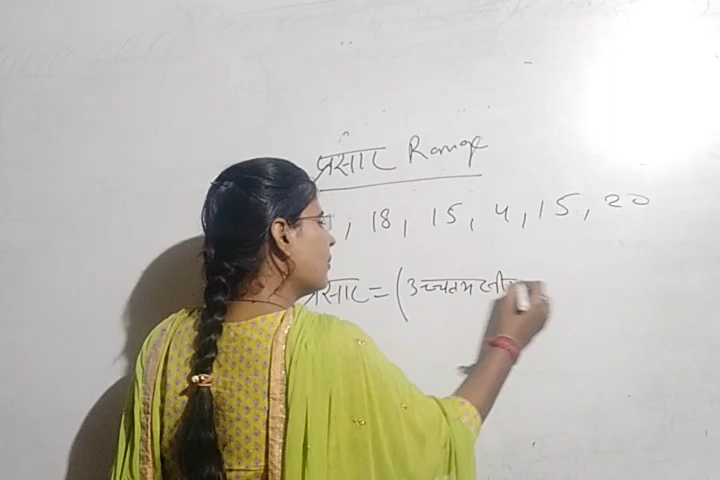 प्रसार Range
, 18, 15, 4, 15, 20
प्रसार = (उच्चतम